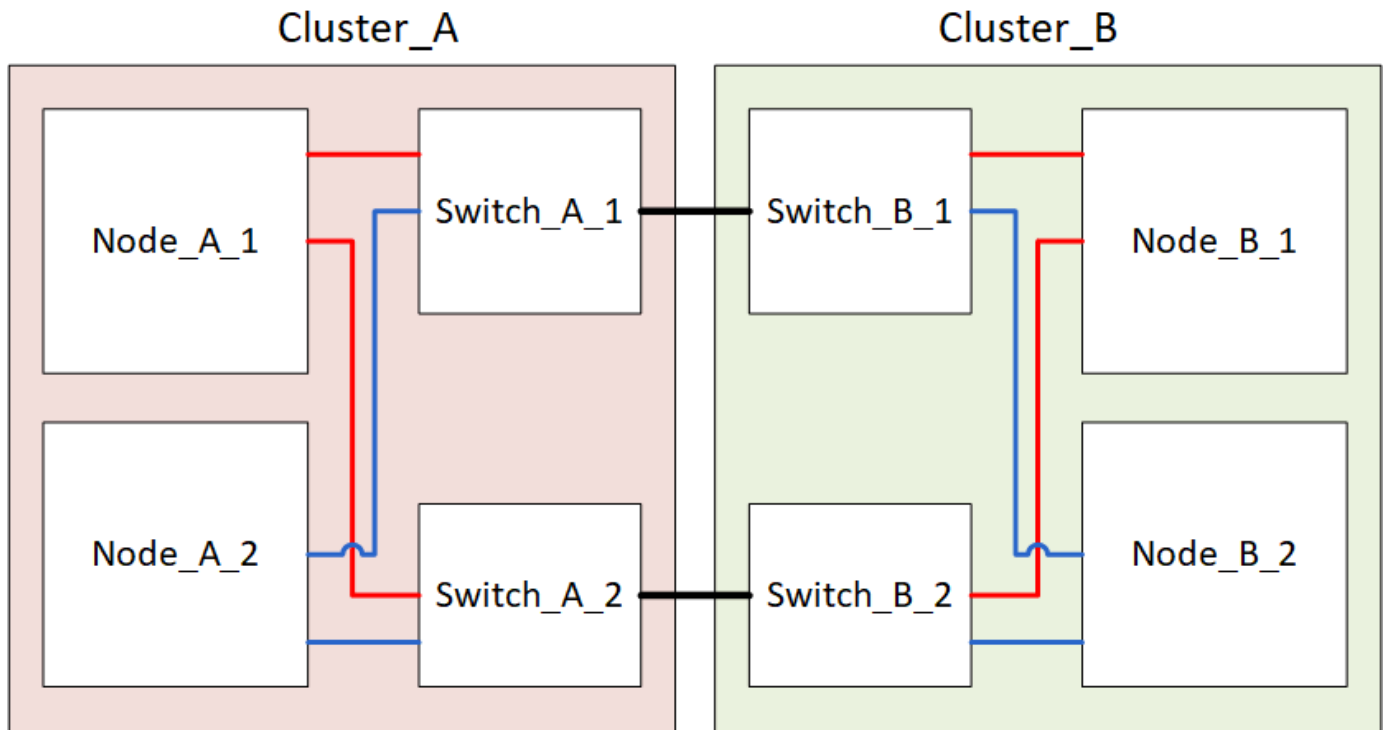 Cluster_A
Cluster_B
Node_A_1
Switch_A_1
Switch_B_1
Node_B_1
Node_A_2
Switch_A_2
Switch_B_2
Node_B_2